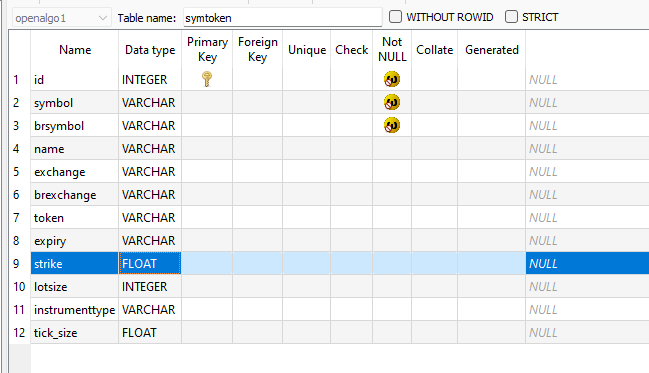 openalgo1 Table name: symtoken WITHOUT ROWID STRICT
Name Data type Primary Key Foreign Key Unique Check Not NULL Collate Generated
1 id INTEGER NULL
2 symbol VARCHAR NULL
3 brsymbol VARCHAR NULL
4 name VARCHAR NULL
5 exchange VARCHAR NULL
6 brexchange VARCHAR NULL
7 token VARCHAR NULL
8 expiry VARCHAR NULL
9 strike FLOAT NULL
10 lotsize INTEGER NULL
11 instrumenttype VARCHAR NULL
12 tick_size FLOAT NULL